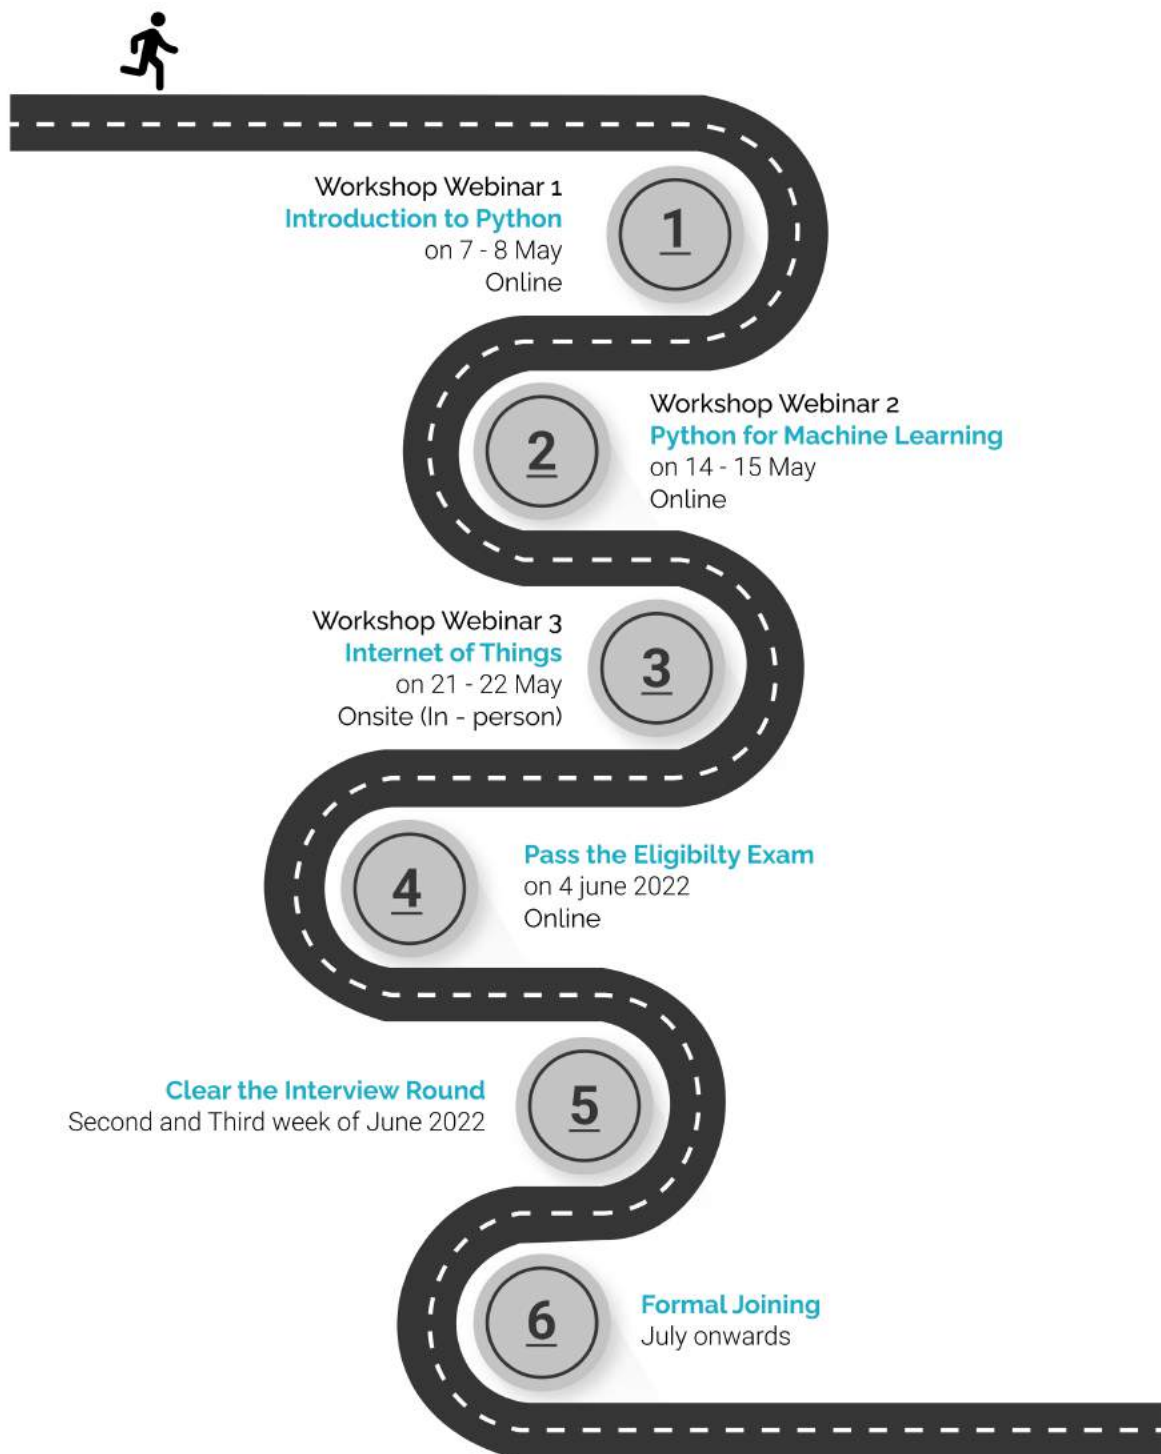 Workshop Webinar 1
Introduction to Python
on 7 - 8 May
Online
1
2
Workshop Webinar 2
Python for Machine Learning
on 14 - 15 May
Online
Workshop Webinar 3
Internet of Things
on 21 - 22 May
Onsite (In - person)
3
4
Pass the Eligibilty Exam
on 4 june 2022
Online
Clear the Interview Round
Second and Third week of June 2022
5
6
Formal Joining
July onwards